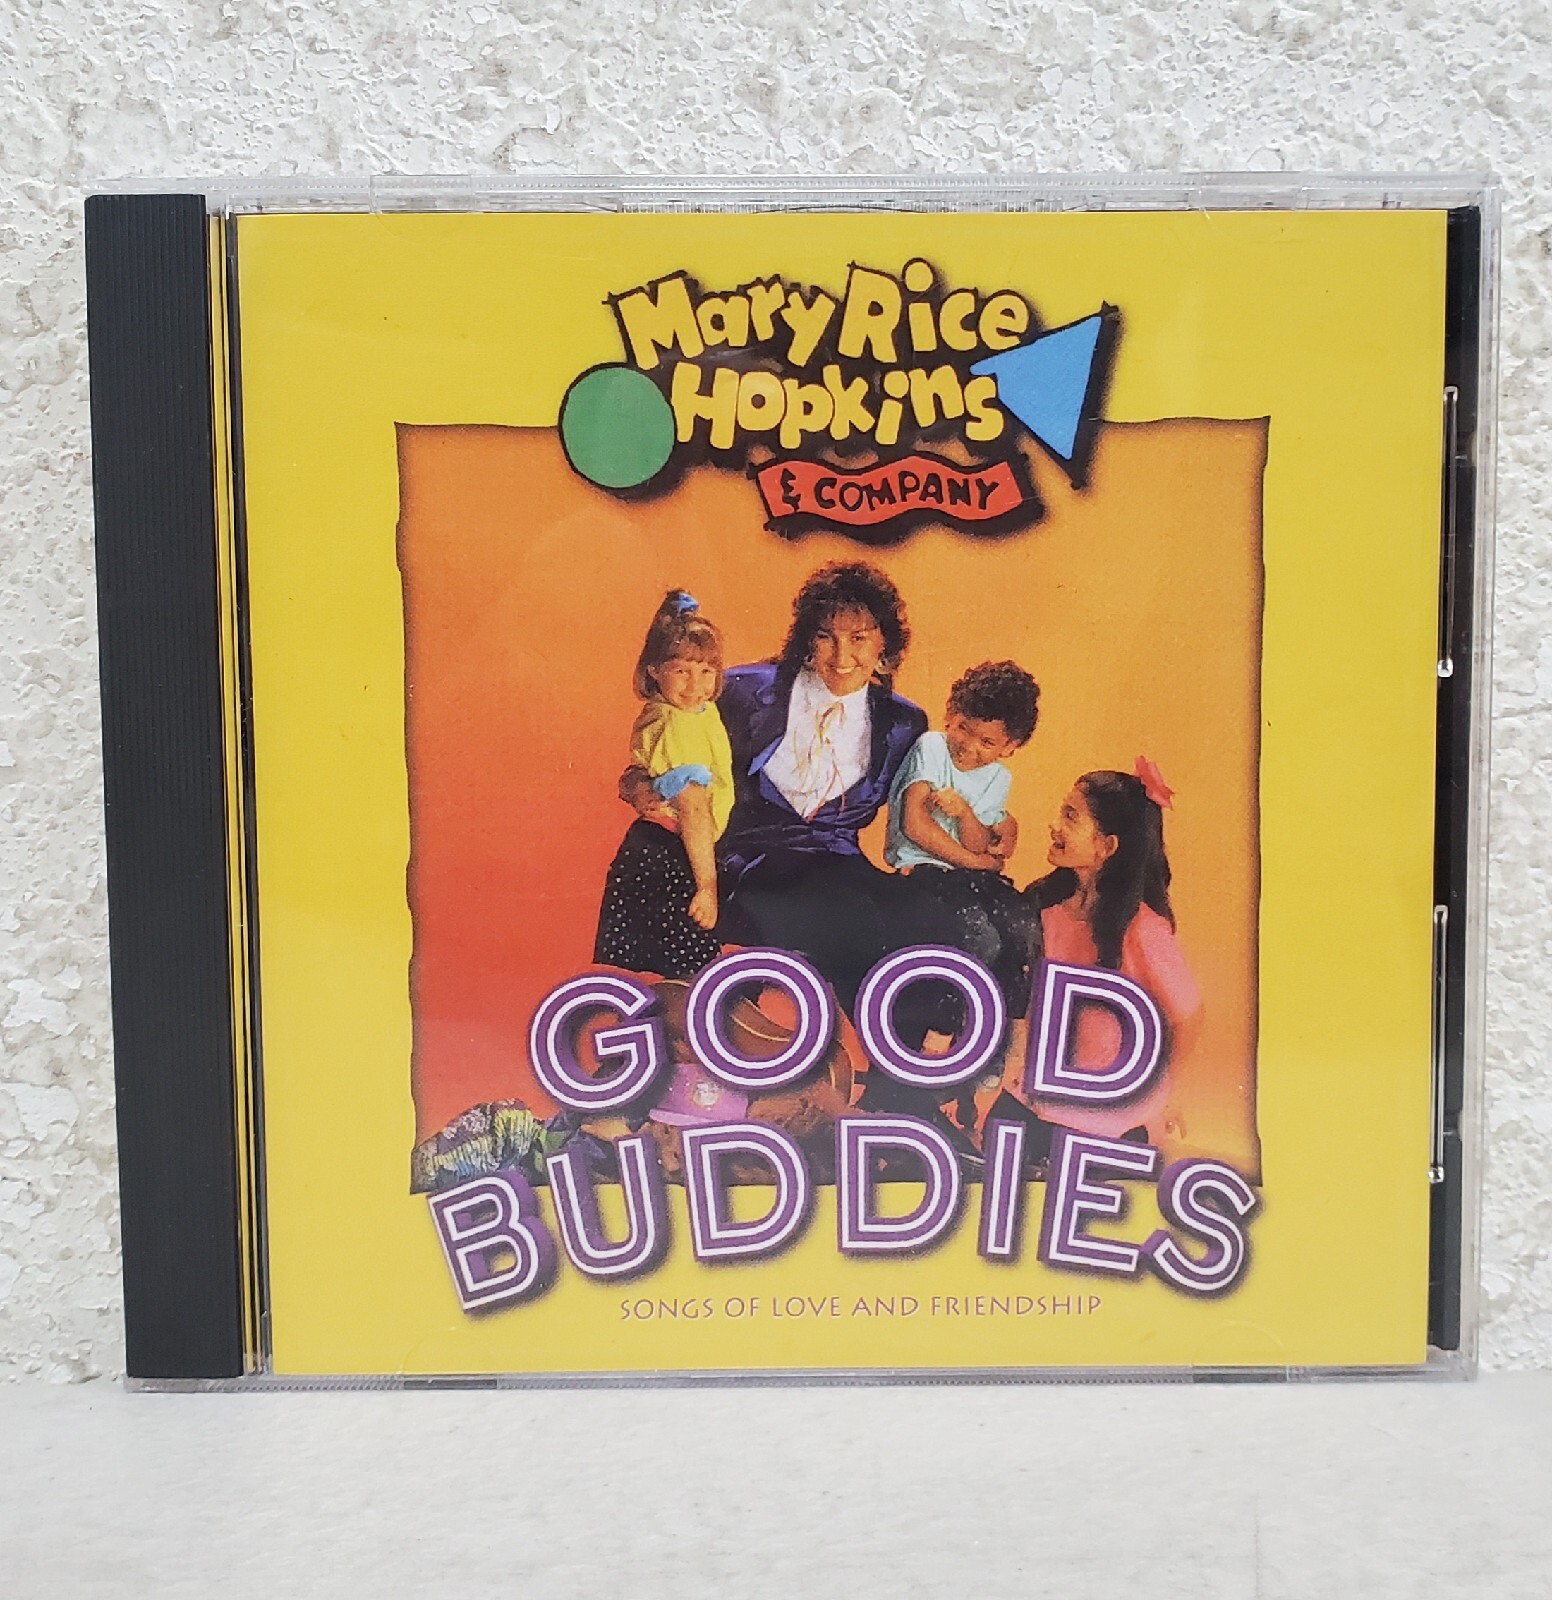 Mary Rice
Hopkins
& COMPANY
GOOD
BUDDIES
SONGS OF LOVE AND FRIENDSHIP